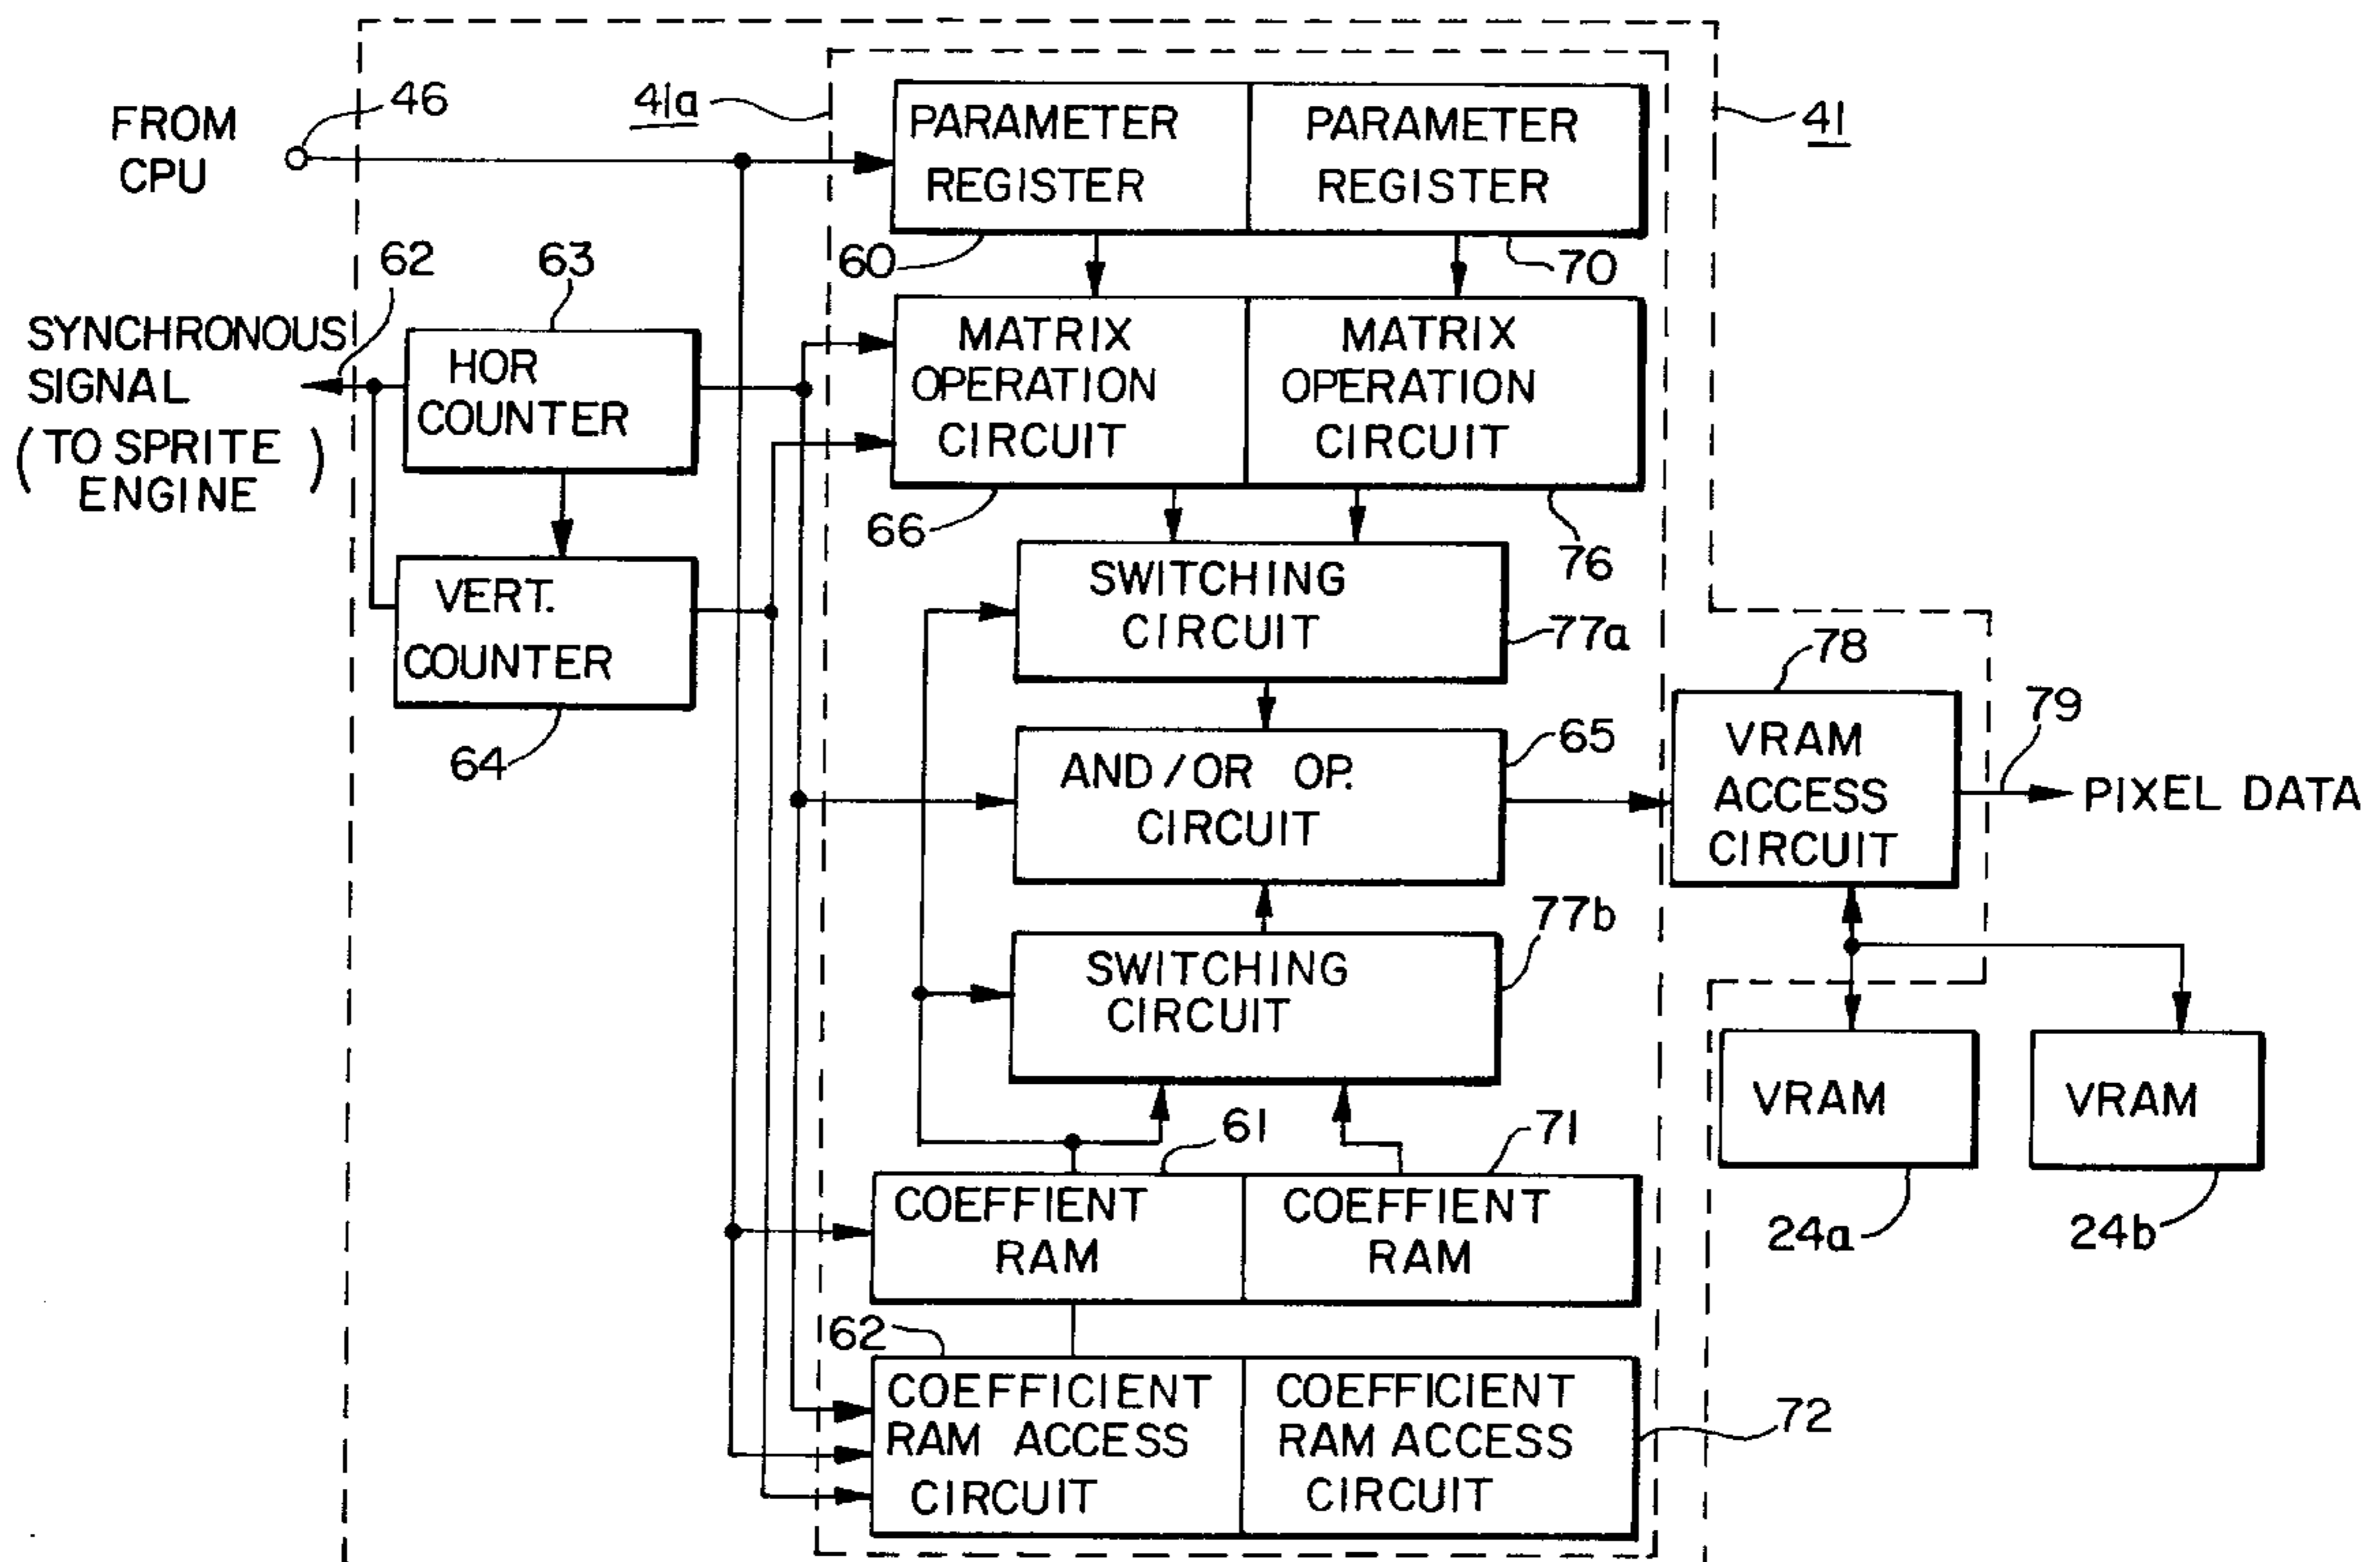 FROM
CPU
46
41a
PARAMETER
REGISTER
PARAMETER
REGISTER
41
60
70
62
63
SYNCHRONOUS
SIGNAL
(TO SPRITE
ENGINE)
HOR
COUNTER
MATRIX
OPERATION
CIRCUIT
MATRIX
OPERATION
CIRCUIT
66
76
VERT.
COUNTER
64
SWITCHING
CIRCUIT
77a
78
AND/OR OP.
CIRCUIT
65
VRAM
ACCESS
CIRCUIT
79
PIXEL DATA
SWITCHING
CIRCUIT
77b
VRAM
VRAM
24a
24b
61
71
COEFFIENT
RAM
COEFFIENT
RAM
62
COEFFICIENT
RAM ACCESS
CIRCUIT
COEFFICIENT
RAM ACCESS
CIRCUIT
72